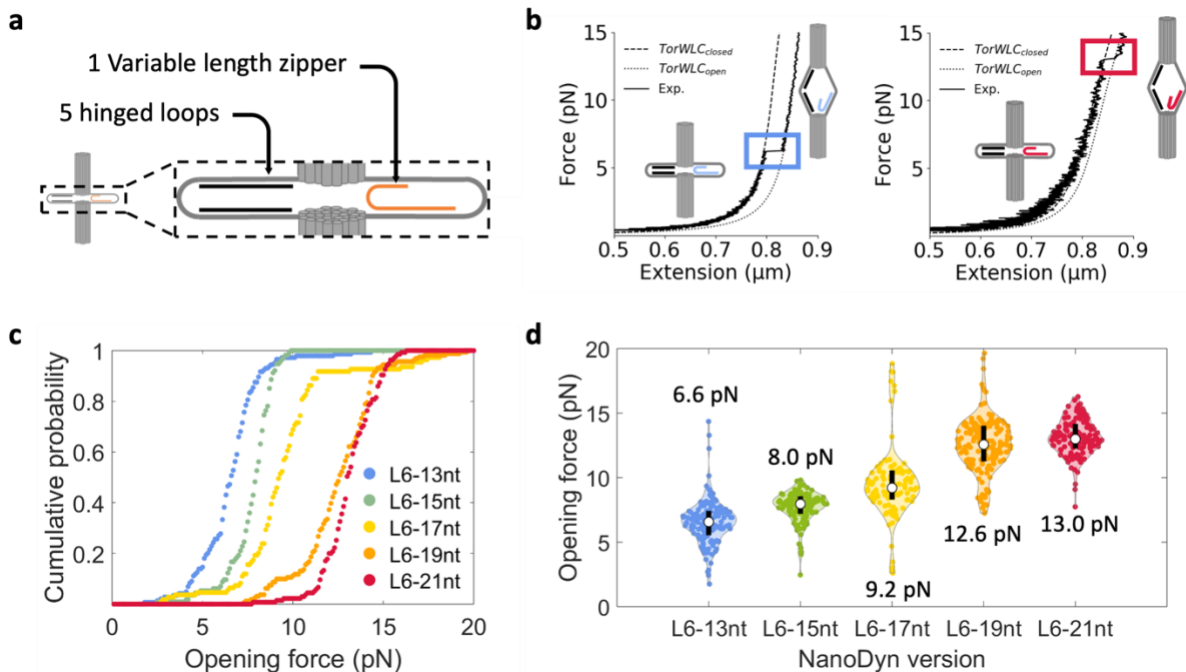 a
1 Variable length zipper
5 hinged loops
b
Force (pN)
15
10
5
TorWLCclosed
TorWLCopen
Exp.
0.5 0.6 0.7 0.8 0.9
Extension (µm)
Force (pN)
15
10
5
TorWLCclosed
TorWLCopen
Exp.
0.5 0.6 0.7 0.8 0.9
Extension (µm)
c
Cumulative probability
1
0.8
0.6
0.4
0.2
L6-13nt
L6-15nt
L6-17nt
L6-19nt
L6-21nt
0 5 10 15 20
Opening force (pN)
d
Opening force (pN)
20
15
10
5
0
6.6 pN
8.0 pN
9.2 pN
12.6 pN
13.0 pN
L6-13nt L6-15nt L6-17nt L6-19nt L6-21nt
NanoDyn version